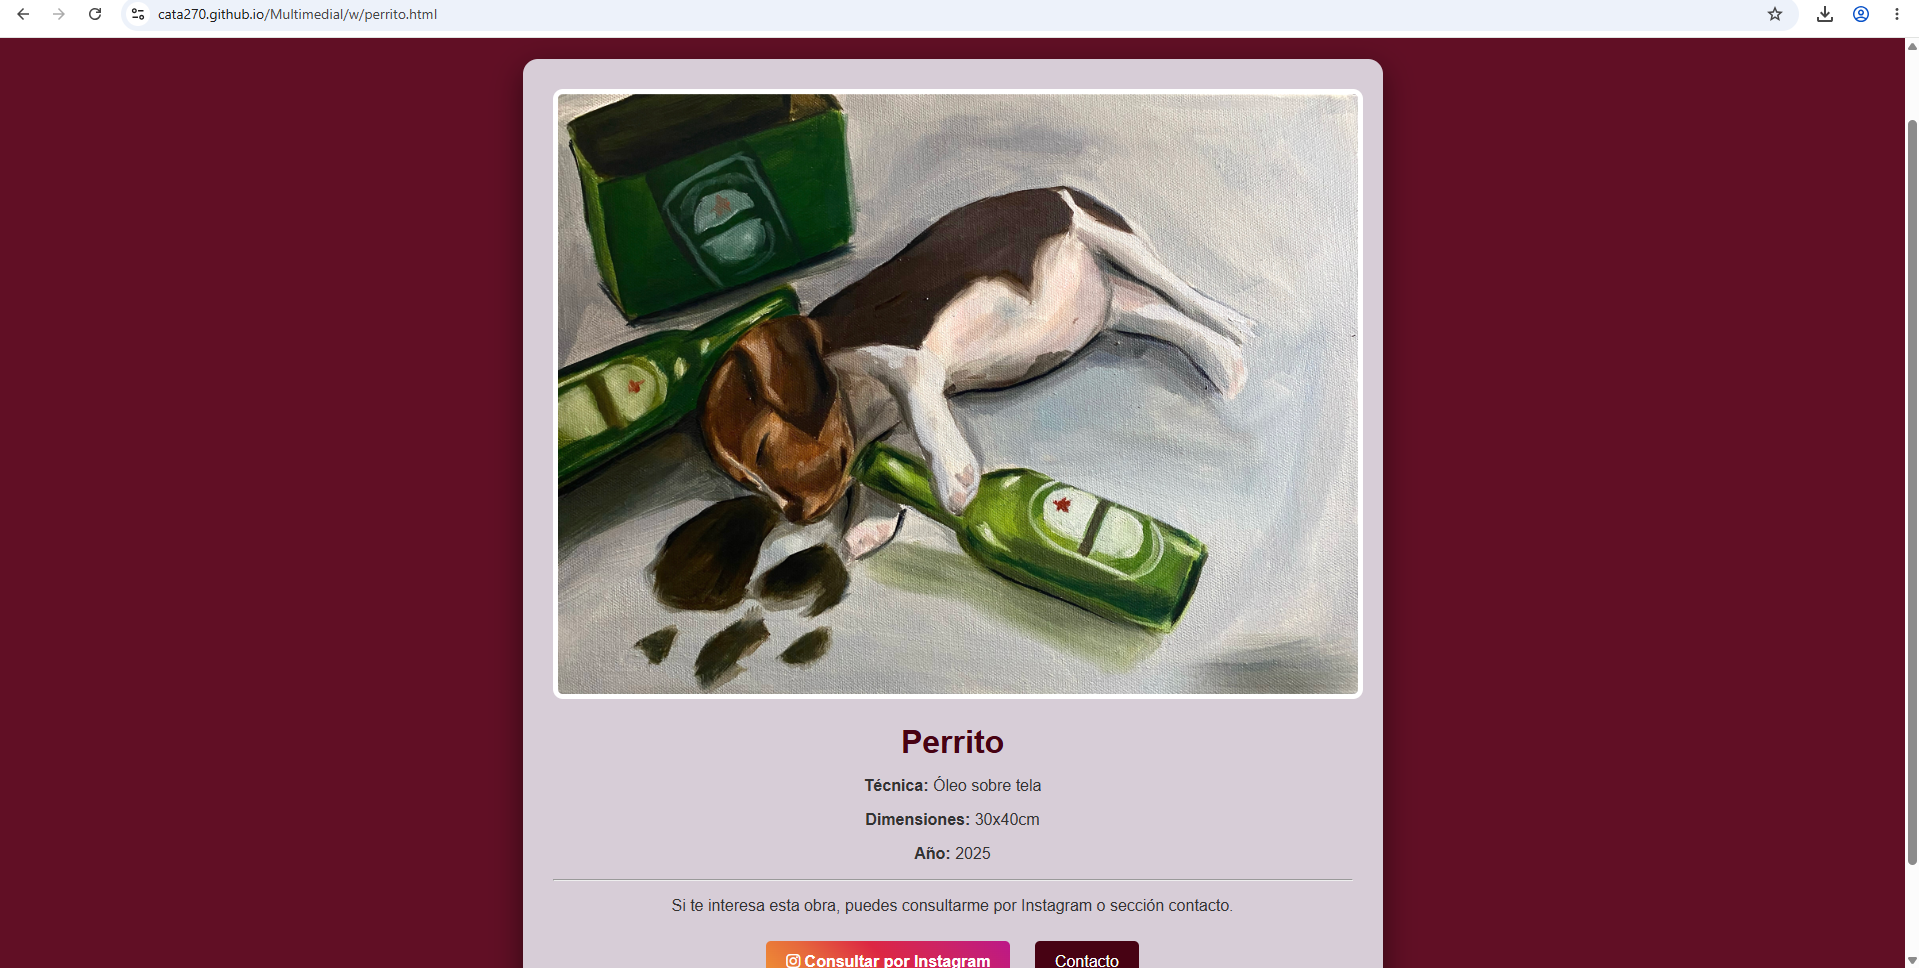 cata270.github.io/Multimedial/w/perrito.html
Perrito
Técnica: Óleo sobre tela
Dimensiones: 30x40cm
Año: 2025
Si te interesa esta obra, puedes consultarme por Instagram o sección contacto.
Consultar por Instagram
Contacto